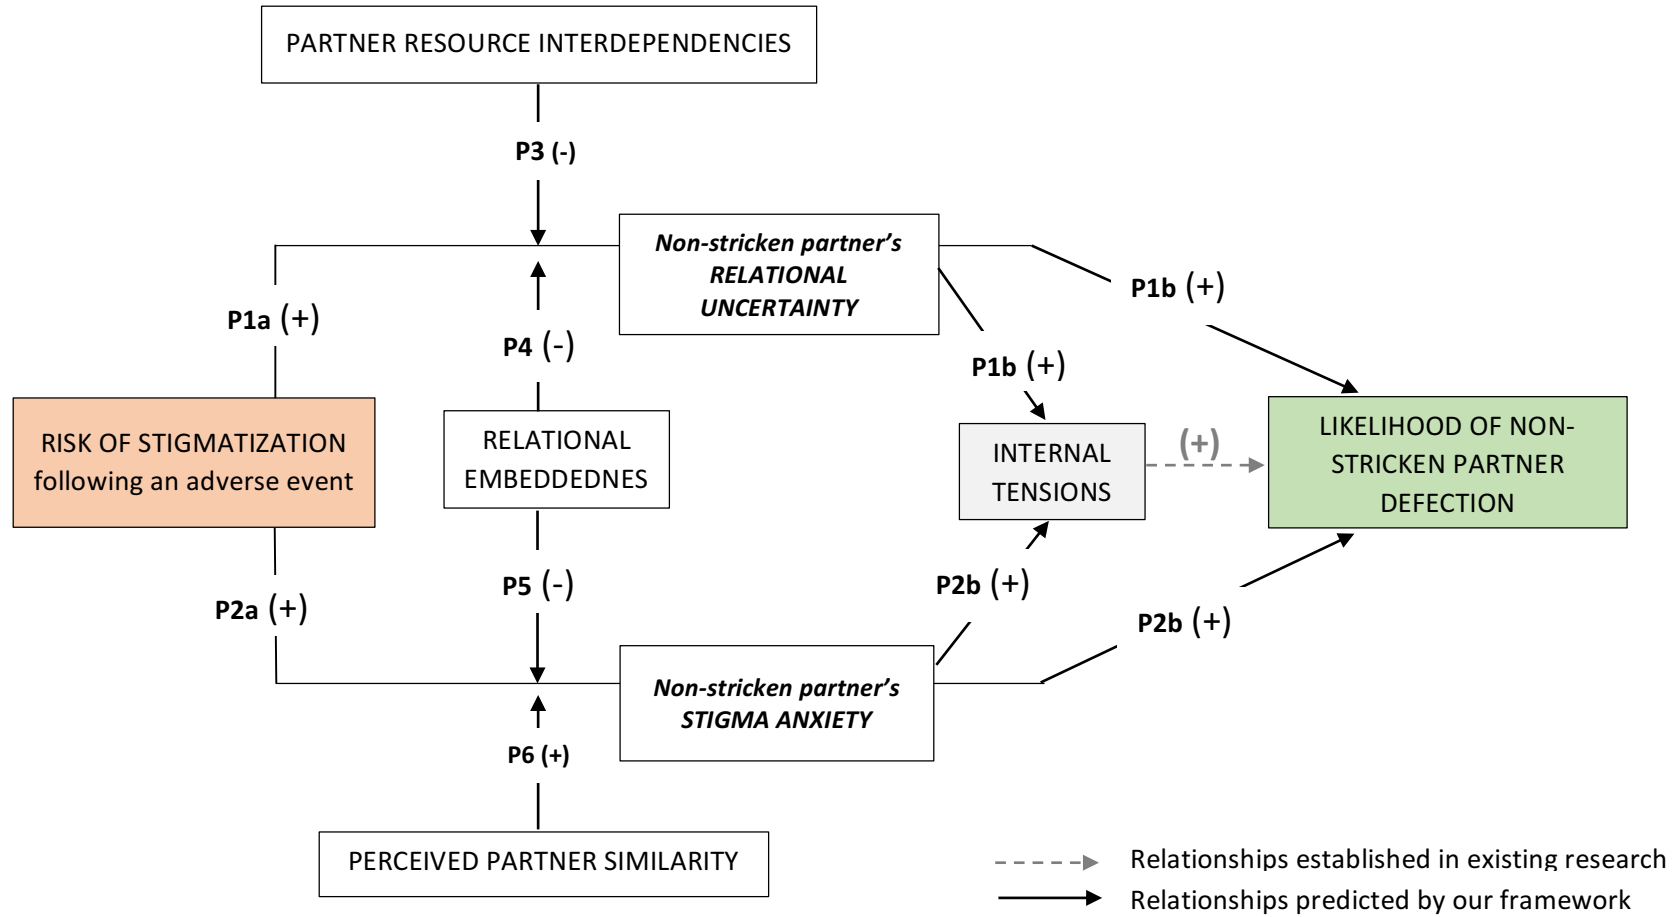 PARTNER RESOURCE INTERDEPENDENCIES
P3 (-)
Non-stricken partner’s
RELATIONAL
UNCERTAINTY
P1b (+)
P1a (+)
P4 (-)
P1b (+)
RISK OF STIGMATIZATION
following an adverse event
RELATIONAL
EMBEDDEDNES
INTERNAL
TENSIONS
(+)
LIKELIHOOD OF NON-
STRICKEN PARTNER
DEFECTION
P5 (-)
P2b (+)
P2a (+)
P2b (+)
Non-stricken partner’s
STIGMA ANXIETY
P6 (+)
PERCEIVED PARTNER SIMILARITY
Relationships established in existing research
Relationships predicted by our framework